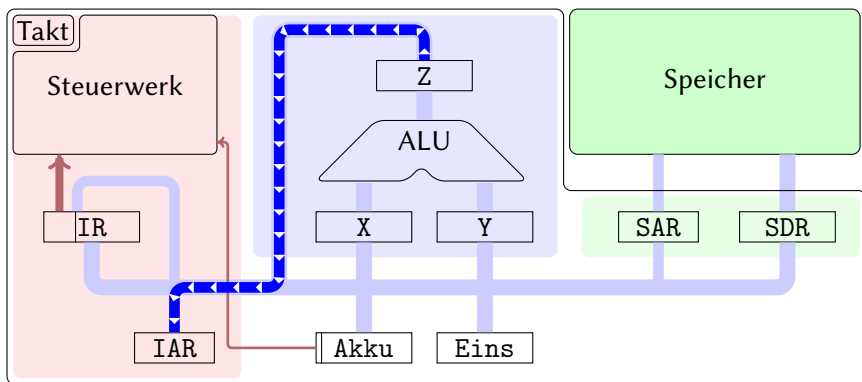 Takt
Steuerwerk
Z
Speicher
ALU
IR
X
Y
SAR
SDR
IAR
Akku
Eins